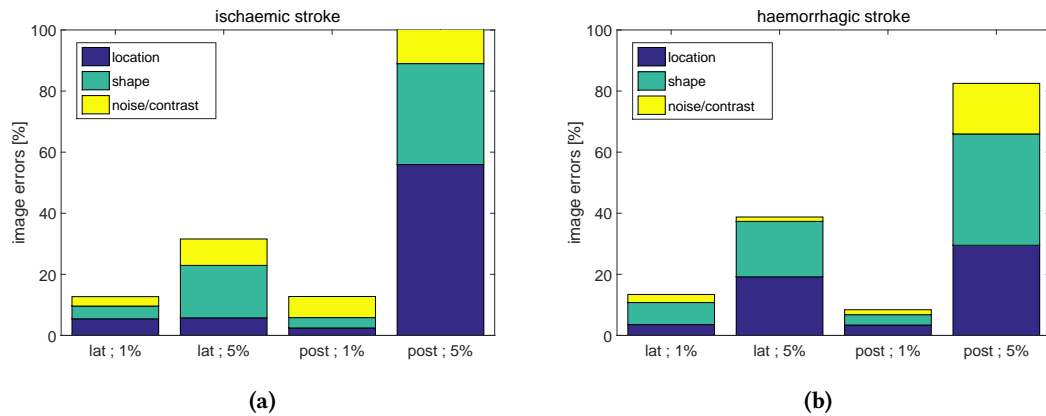 ischaemic stroke
100
80
60
40
20
0
image errors [%]
location
shape
noise/contrast
lat ; 1%
lat ; 5%
post ; 1%
post ; 5%
(a)
haemorrhagic stroke
100
80
60
40
20
0
image errors [%]
location
shape
noise/contrast
lat ; 1%
lat ; 5%
post ; 1%
post ; 5%
(b)